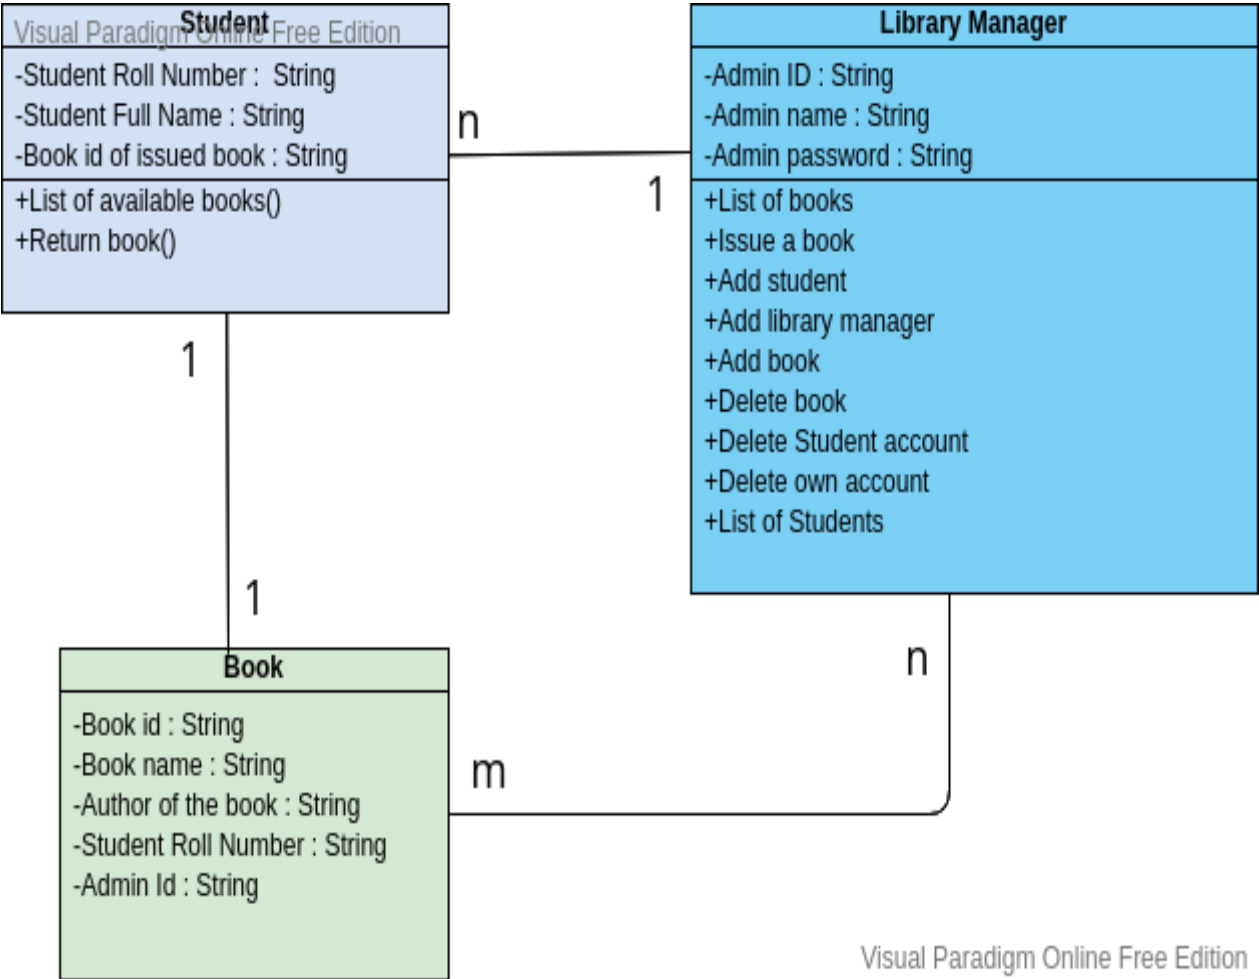 Student
Visual Paradigm Online Free Edition
-Student Roll Number :  String
-Student Full Name : String
-Book id of issued book : String
+List of available books()
+Return book()
n
1
Library Manager
-Admin ID : String
-Admin name : String
-Admin password : String
+List of books
+Issue a book
+Add student
+Add library manager
+Add book
+Delete book
+Delete Student account
+Delete own account
+List of Students
1
1
n
m
Book
-Book id : String
-Book name : String
-Author of the book : String
-Student Roll Number : String
-Admin Id : String
Visual Paradigm Online Free Edition